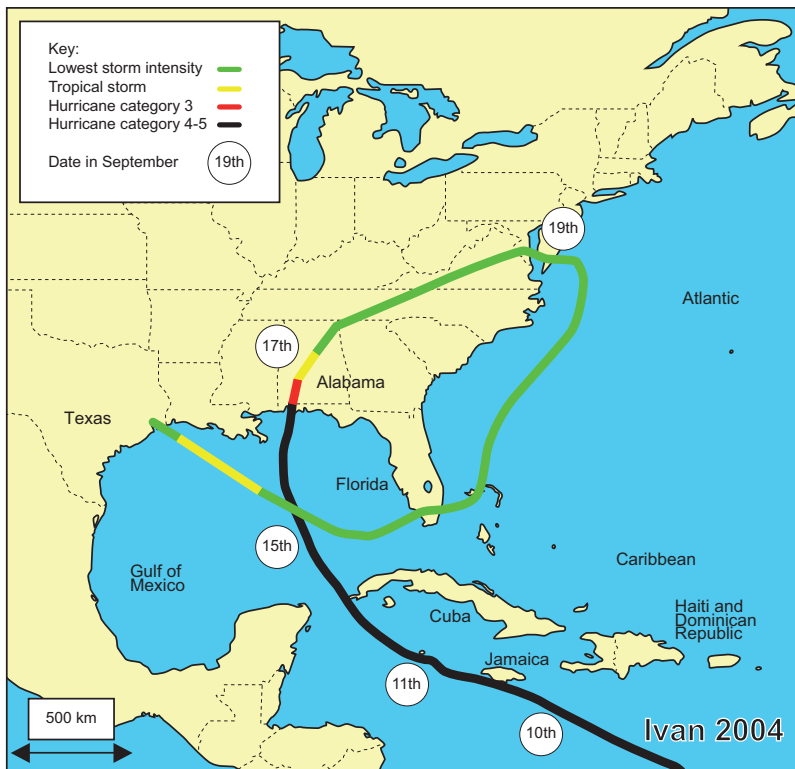 Key:
Lowest storm intensity
Tropical storm
Hurricane category 3
Hurricane category 4-5
Date in September
19th
19th
Atlantic
17th
Alabama
Texas
Florida
15th
Gulf of
Mexico
Caribbean
Cuba
Haiti and
Dominican
Republic
Jamaica
11th
500 km
10th
Ivan 2004